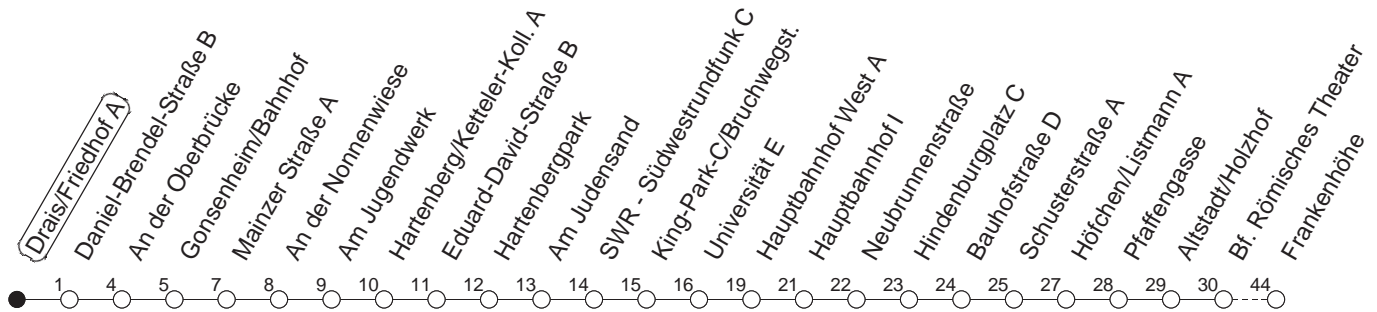 Drais/Friedhof A
Daniel-Brendel-Straße B
An der Oberbrücke
Gonsenheim/Bahnhof
Mainzer Straße A
An der Nonnenwiese
Am Jugendwerk
Hartenberg/Ketteler-Koll. A
Eduard-David-Straße B
Hartenbergpark
Am Judensand
SWR - Südwestrundfunk C
King-Park-C/Bruchwegst.
Universität E
Hauptbahnhof West A
Hauptbahnhof I
Neubrunnenstraße
Hindenburgplatz C
Bauhofstraße D
Schusterstraße A
Höfchen/Listmann A
Pfaffengasse
Altstadt/Holzhof
Bf. Römisches Theater
Frankenhöhe
1 4 5 7 8 9 10 11 12 13 14 15 16 19 21 22 23 24 25 27 28 29 30 44